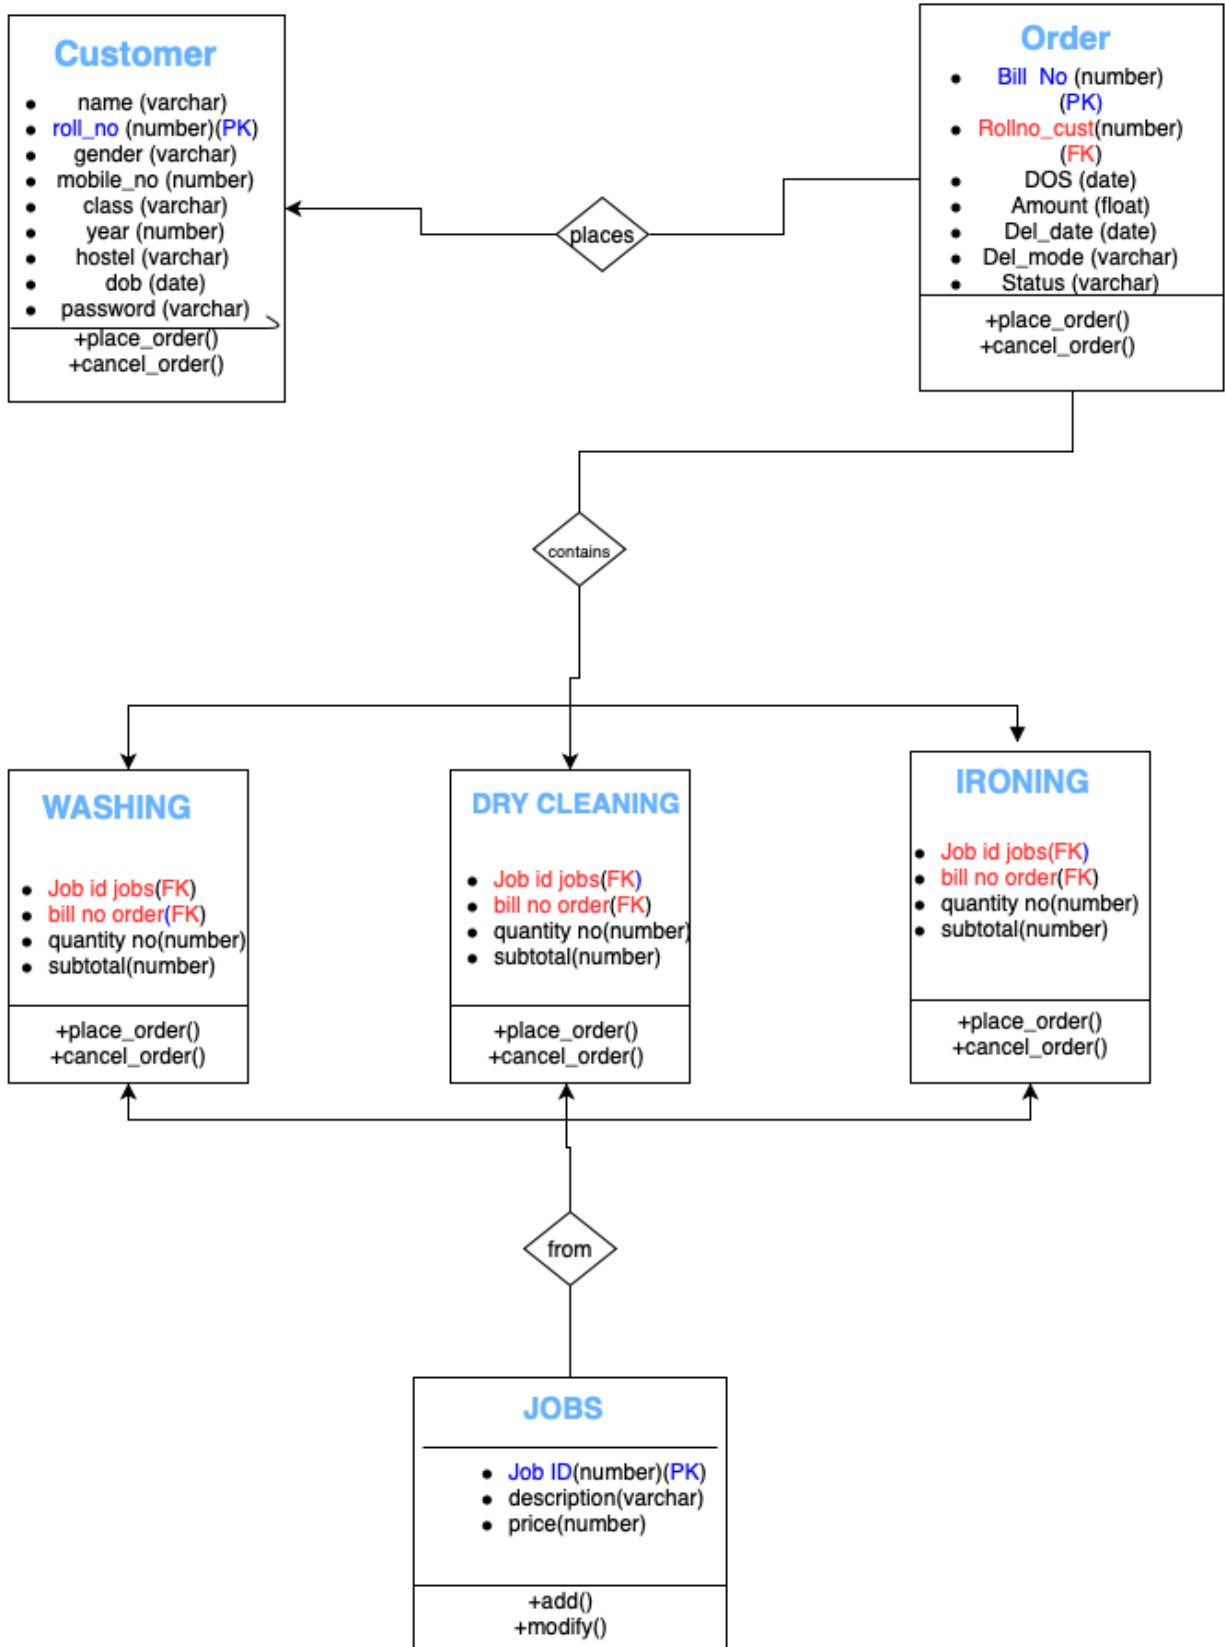 Customer
name (varchar)
roll_no (number)(PK)
gender (varchar)
mobile_no (number)
class (varchar)
year (number)
hostel (varchar)
dob (date)
password (varchar)
+place_order()
+cancel_order()
Order
Bill_No (number)
(PK)
Rollno_cust(number)
(FK)
DOS (date)
Amount (float)
Del_date (date)
Del_mode (varchar)
Status (varchar)
+place_order()
+cancel_order()
places
contains
WASHING
Job id jobs(FK)
bill no order(FK)
quantity no(number)
subtotal(number)
+place_order()
+cancel_order()
DRY CLEANING
Job id jobs(FK)
bill no order(FK)
quantity no(number)
subtotal(number)
+place_order()
+cancel_order()
IRONING
Job id jobs(FK)
bill no order(FK)
quantity no(number)
subtotal(number)
+place_order()
+cancel_order()
from
JOBS
Job ID(number)(PK)
description(varchar)
price(number)
+add()
+modify()